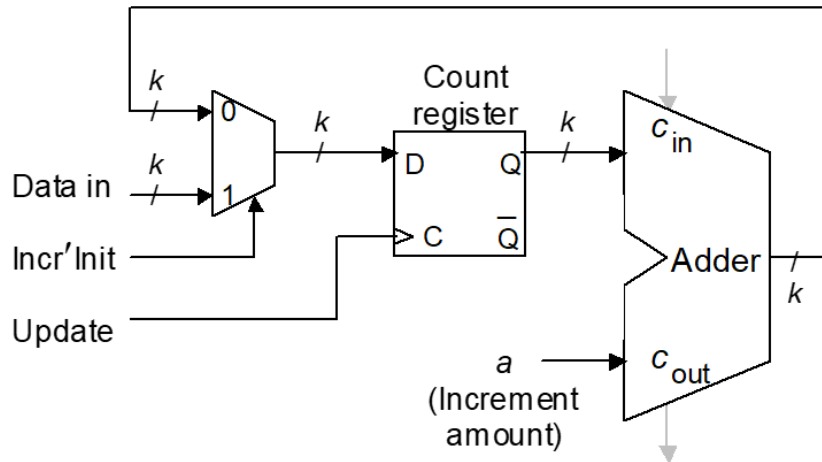 k
0
k
1
Data in
Incr′Init
Update
k
Count
register
D
Q
C
Q̅
k
c in
Adder
c out
k
a
(Increment
amount)